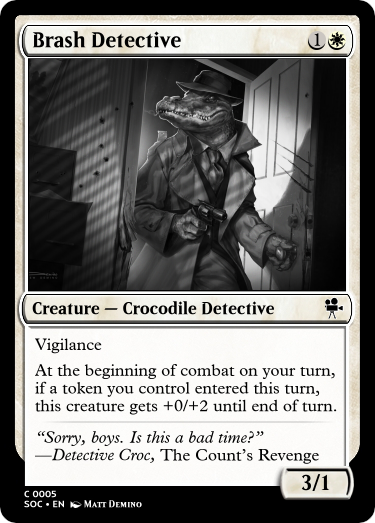 Brash Detective
1
Creature — Crocodile Detective
Vigilance
At the beginning of combat on your turn,
if a token you control entered this turn,
this creature gets +0/+2 until end of turn.
“Sorry, boys. Is this a bad time?”
—Detective Croc, The Count’s Revenge
3/1
C 0005
SOC • EN MATT DEMINO